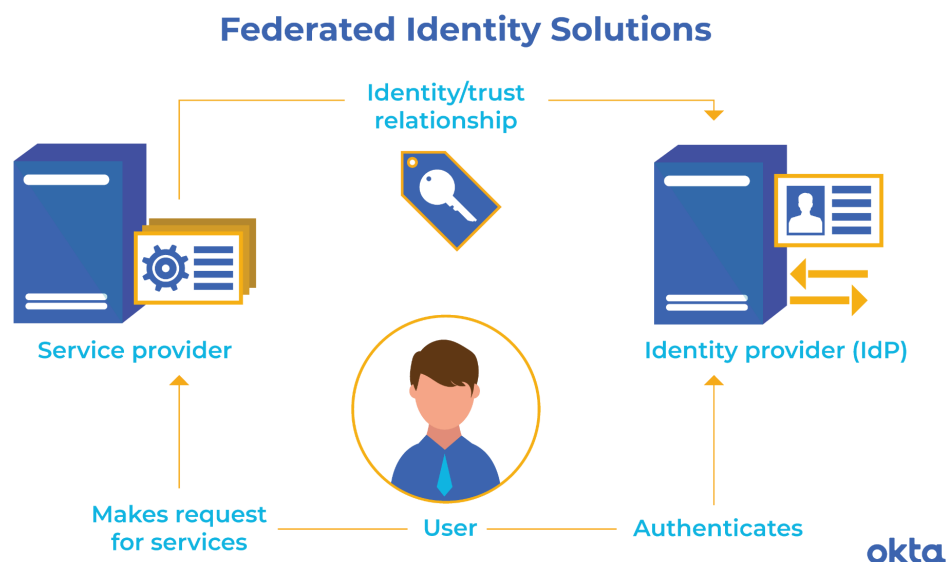 Federated Identity Solutions
Identity/trust
relationship
Service provider
Identity provider (IdP)
Makes request
for services
User
Authenticates
okta